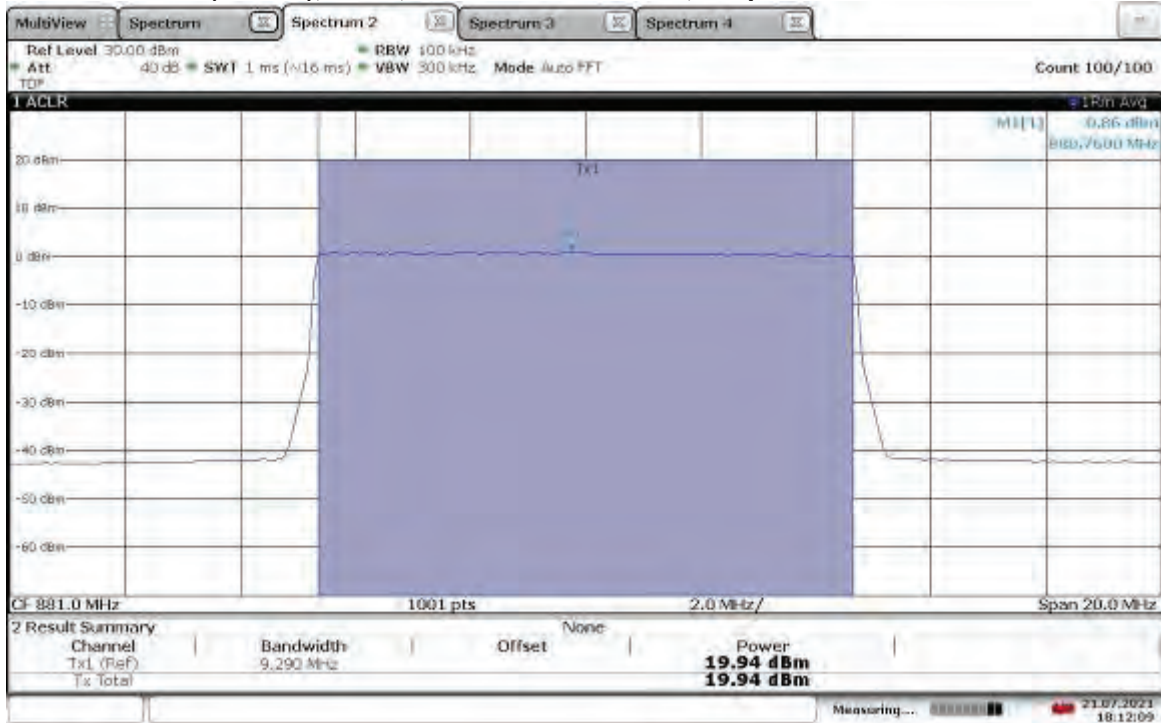 MultiView Spectrum Spectrum 2 Spectrum 3 Spectrum 4
Ref Level 30.00 dBm RBW 100 kHz
Att 40 dB SWT 1 ms (~16 ms) VBW 300 kHz Mode Auto FFT Count 100/100
TDF
1 ACLR 1Rm Avg
M1[1] 0.86 dBm
880.7600 MHz
20 dBm
Tx1
10 dBm
0 dBm
-10 dBm
-20 dBm
-30 dBm
-40 dBm
-50 dBm
-60 dBm
CF 881.0 MHz 1001 pts 2.0 MHz/ Span 20.0 MHz
2 Result Summary None
Channel Bandwidth Offset Power
Tx1 (Ref) 9.290 MHz 19.94 dBm
Tx Total 19.94 dBm
Measuring... 21.07.2021
18:12:09